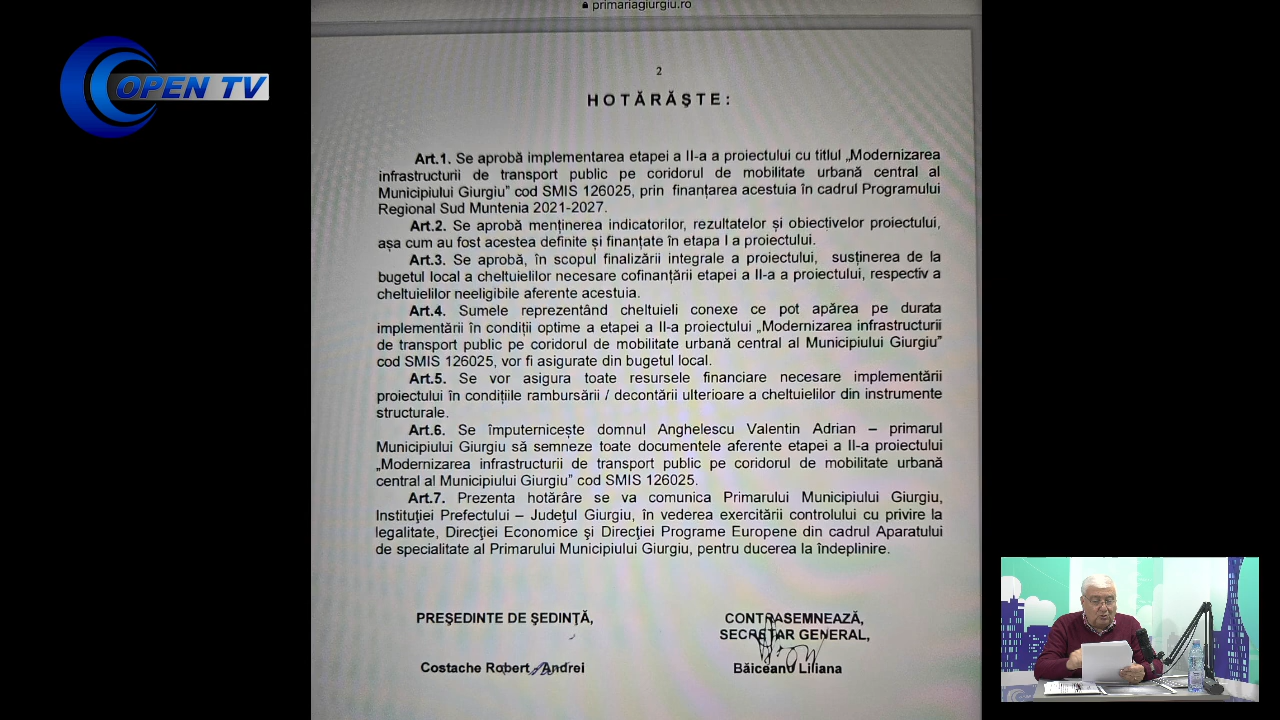 primariagiurgiu.ro
OPEN TV
2
HOTĂRĂŞTE:
Art.1. Se aprobă implementarea etapei a II-a a proiectului cu titlul „Modernizarea
infrastructurii de transport public pe coridorul de mobilitate urbană central al
Municipiului Giurgiu” cod SMIS 126025, prin finanțarea acestuia în cadrul Programului
Regional Sud Muntenia 2021-2027.
Art.2. Se aprobă menținerea indicatorilor, rezultatelor și obiectivelor proiectului,
așa cum au fost acestea definite și finanțate în etapa I a proiectului.
Art.3. Se aprobă, în scopul finalizării integrale a proiectului, susținerea de la
bugetul local a cheltuielilor necesare cofinanțării etapei a II-a a proiectului, respectiv a
cheltuielilor neeligibile aferente acestuia.
Art.4. Sumele reprezentând cheltuieli conexe ce pot apărea pe durata
implementării în condiții optime a etapei a II-a proiectului „Modernizarea infrastructurii
de transport public pe coridorul de mobilitate urbană central al Municipiului Giurgiu”
cod SMIS 126025, vor fi asigurate din bugetul local.
Art.5. Se vor asigura toate resursele financiare necesare implementării
proiectului în condițiile rambursării / decontării ulterioare a cheltuielilor din instrumente
structurale.
Art.6. Se împuternicește domnul Anghelescu Valentin Adrian – primarul
Municipiului Giurgiu să semneze toate documentele aferente etapei a II-a proiectului
„Modernizarea infrastructurii de transport public pe coridorul de mobilitate urbană
central al Municipiului Giurgiu” cod SMIS 126025.
Art.7. Prezenta hotărâre se va comunica Primarului Municipiului Giurgiu,
Instituţiei Prefectului – Judeţul Giurgiu, în vederea exercitării controlului cu privire la
legalitate, Direcţiei Economice şi Direcţiei Programe Europene din cadrul Aparatului
de specialitate al Primarului Municipiului Giurgiu, pentru ducerea la îndeplinire.
PREŞEDINTE DE ŞEDINŢĂ,
Costache Robert Andrei
CONTRASEMNEAZĂ,
SECRETAR GENERAL,
Băiceanu Liliana